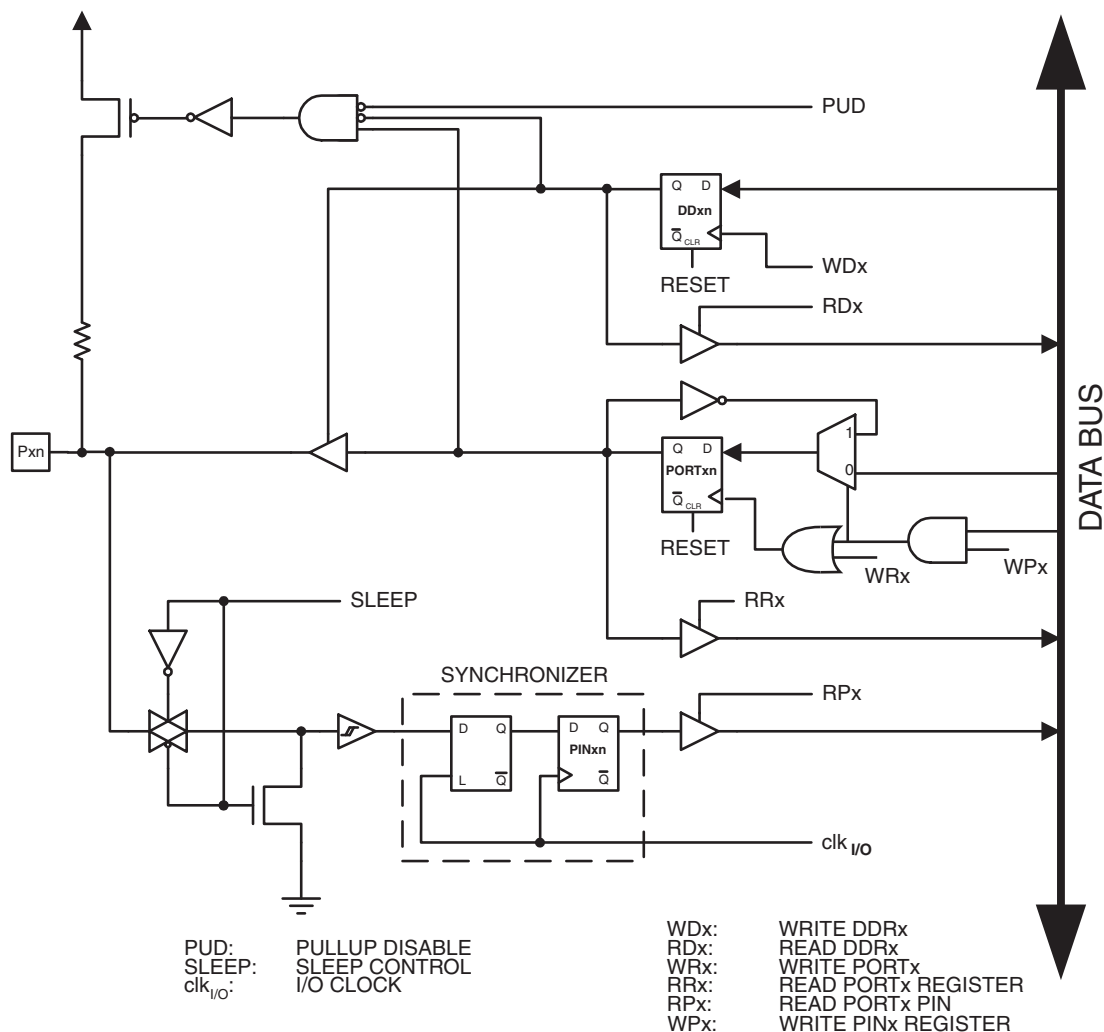 PUD
Q D
DDxn
Q CLR
WDx
RESET
RDx
Pxn
1
Q D
PORTxn
0
Q CLR
RESET
WRx
WPx
DATA BUS
SLEEP
RRx
SYNCHRONIZER
RPx
D Q
D Q
PINxn
L Q
Q
clk I/O
PUD: PULLUP DISABLE
SLEEP: SLEEP CONTROL
clkI/O: I/O CLOCK
WDx: WRITE DDRx
RDx: READ DDRx
WRx: WRITE PORTx
RRx: READ PORTx REGISTER
RPx: READ PORTx PIN
WPx: WRITE PINx REGISTER